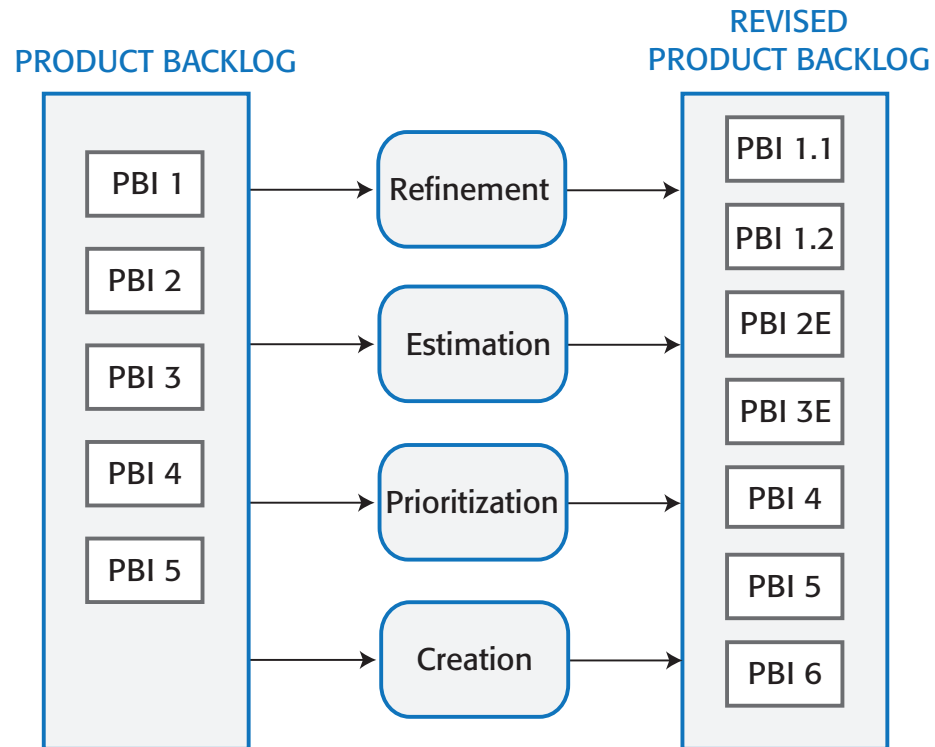 PRODUCT BACKLOG
PBI 1
PBI 2
PBI 3
PBI 4
PBI 5
Refinement
Estimation
Prioritization
Creation
REVISED
PRODUCT BACKLOG
PBI 1.1
PBI 1.2
PBI 2E
PBI 3E
PBI 4
PBI 5
PBI 6